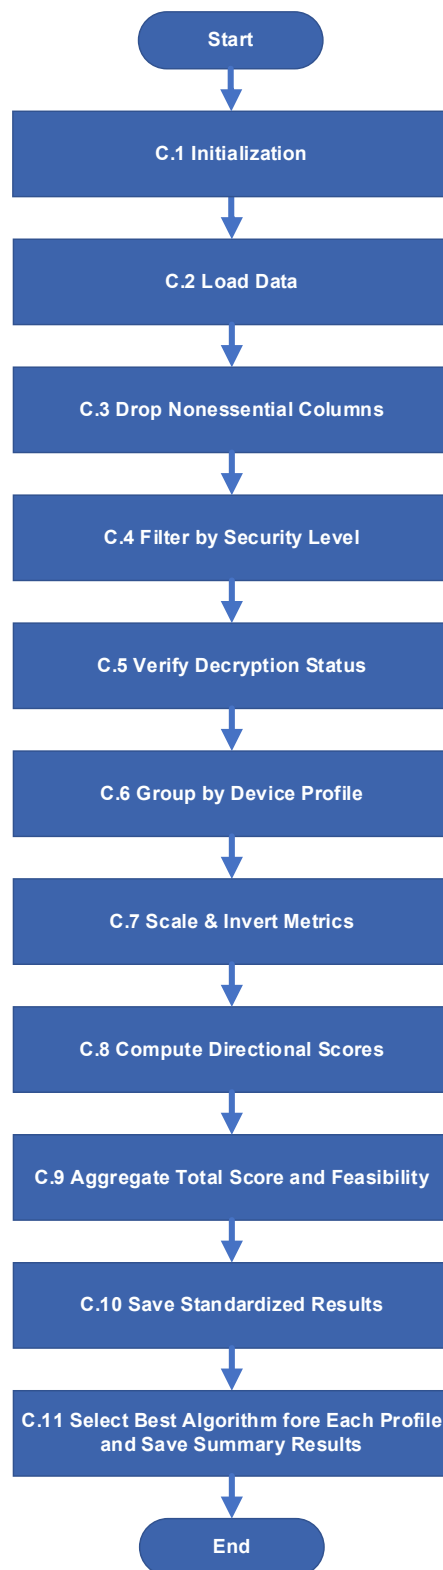 Start
C.1 Initialization
C.2 Load Data
C.3 Drop Nonessential Columns
C.4 Filter by Security Level
C.5 Verify Decryption Status
C.6 Group by Device Profile
C.7 Scale & Invert Metrics
C.8 Compute Directional Scores
C.9 Aggregate Total Score and Feasibility
C.10 Save Standardized Results
C.11 Select Best Algorithm fore Each Profile
and Save Summary Results
End